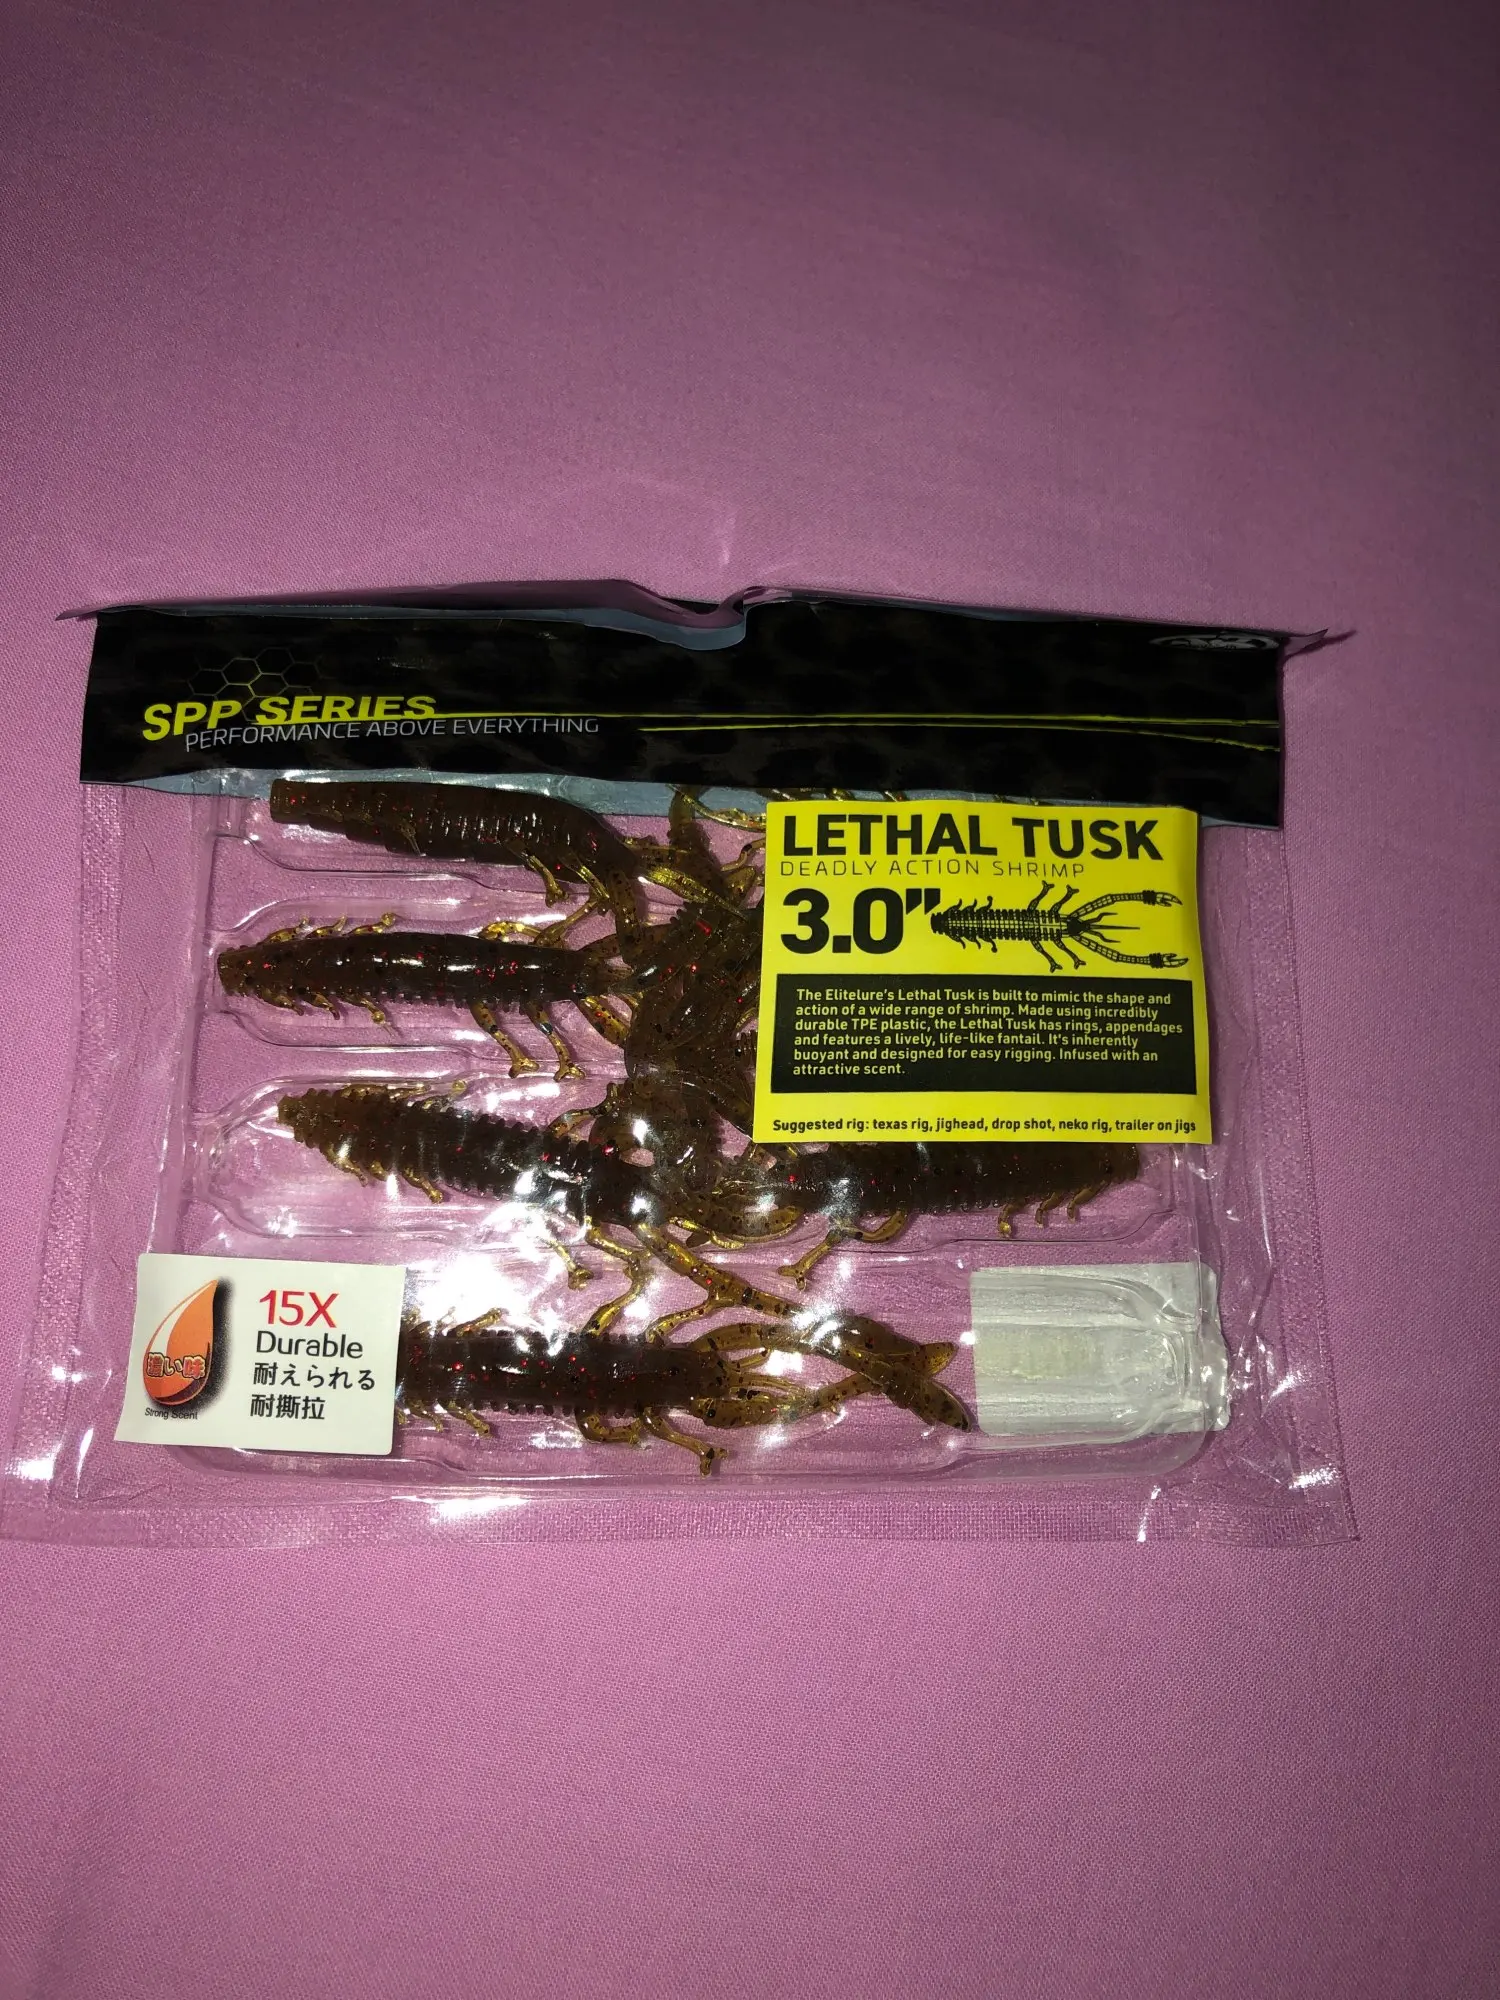 SPP SERIES
PERFORMANCE ABOVE EVERYTHING
LETHAL TUSK
DEADLY ACTION SHRIMP
3.0"
The Elitelure's Lethal Tusk is built to mimic the shape and
action of a wide range of shrimp. Made using incredibly
durable TPE plastic, the Lethal Tusk has rings, appendages
and features a lively, life-like fantail. It's inherently
buoyant and designed for easy rigging. Infused with an
attractive scent.
Suggested rig: texas rig, jighead, drop shot, neko rig, trailer on jigs
濃い味
Strong Scent
15X
Durable
耐えられる
耐撕拉